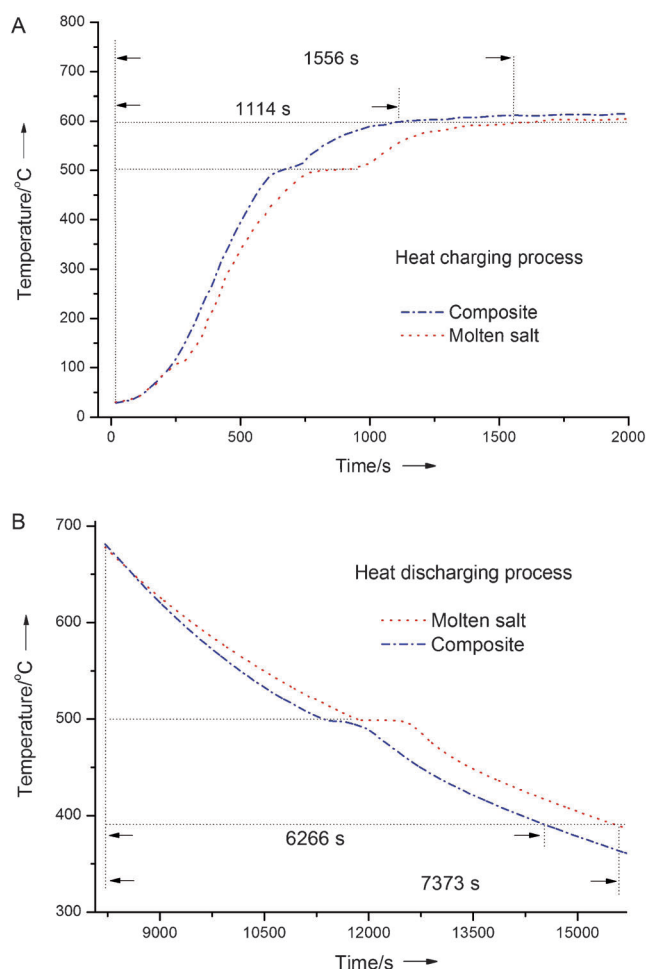 A
800
700
600
500
400
300
200
100
0
Temperature/°C
1556 s
1114 s
Heat charging process
Composite
Molten salt
0
500
1000
1500
2000
Time/s
B
700
600
500
400
300
Temperature/°C
Heat discharging process
Molten salt
Composite
6266 s
7373 s
9000
10500
12000
13500
15000
Time/s